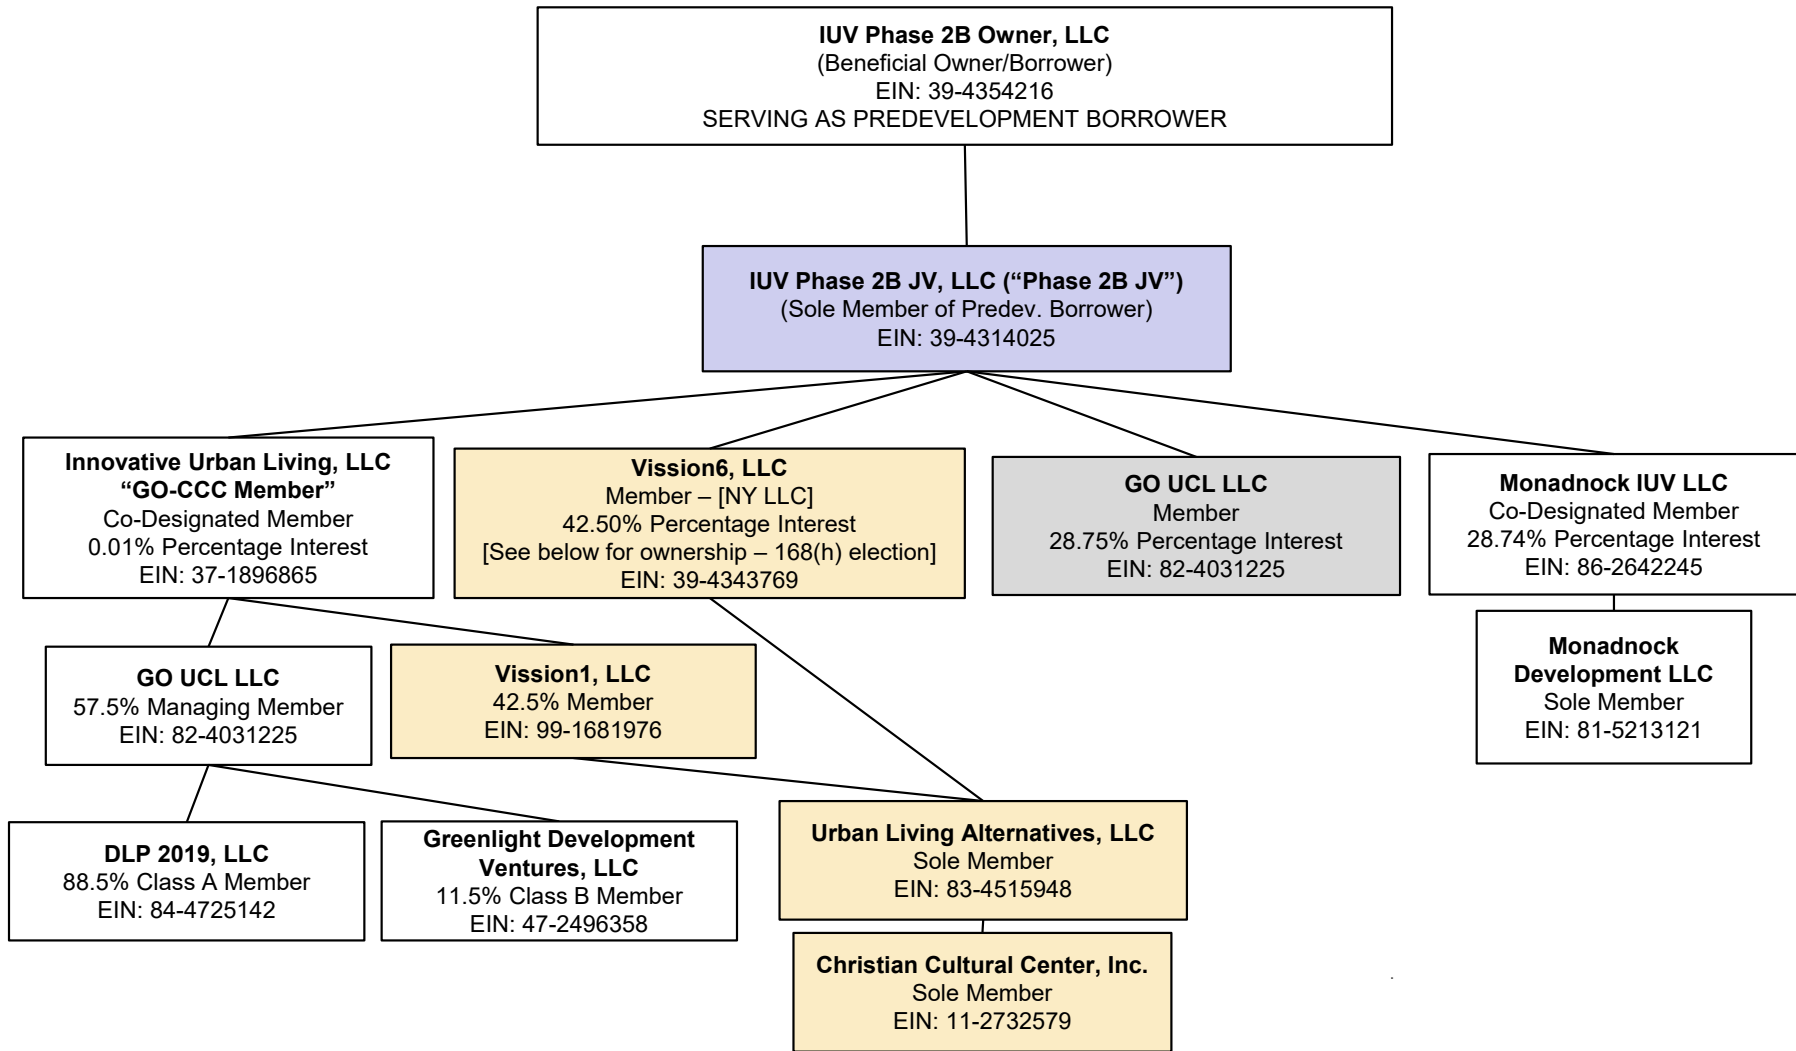 IUV Phase 2B Owner, LLC
(Beneficial Owner/Borrower)
EIN: 39-4354216
SERVING AS PREDEVELOPMENT BORROWER
IUV Phase 2B JV, LLC (“Phase 2B JV”)
(Sole Member of Predev. Borrower)
EIN: 39-4314025
Innovative Urban Living, LLC
“GO-CCC Member”
Co-Designated Member
0.01% Percentage Interest
EIN: 37-1896865
Vission6, LLC
Member – [NY LLC]
42.50% Percentage Interest
[See below for ownership – 168(h) election]
EIN: 39-4343769
GO UCL LLC
Member
28.75% Percentage Interest
EIN: 82-4031225
Monadnock IUV LLC
Co-Designated Member
28.74% Percentage Interest
EIN: 86-2642245
GO UCL LLC
57.5% Managing Member
EIN: 82-4031225
Vission1, LLC
42.5% Member
EIN: 99-1681976
Monadnock
Development LLC
Sole Member
EIN: 81-5213121
DLP 2019, LLC
88.5% Class A Member
EIN: 84-4725142
Greenlight Development
Ventures, LLC
11.5% Class B Member
EIN: 47-2496358
Urban Living Alternatives, LLC
Sole Member
EIN: 83-4515948
Christian Cultural Center, Inc.
Sole Member
EIN: 11-2732579